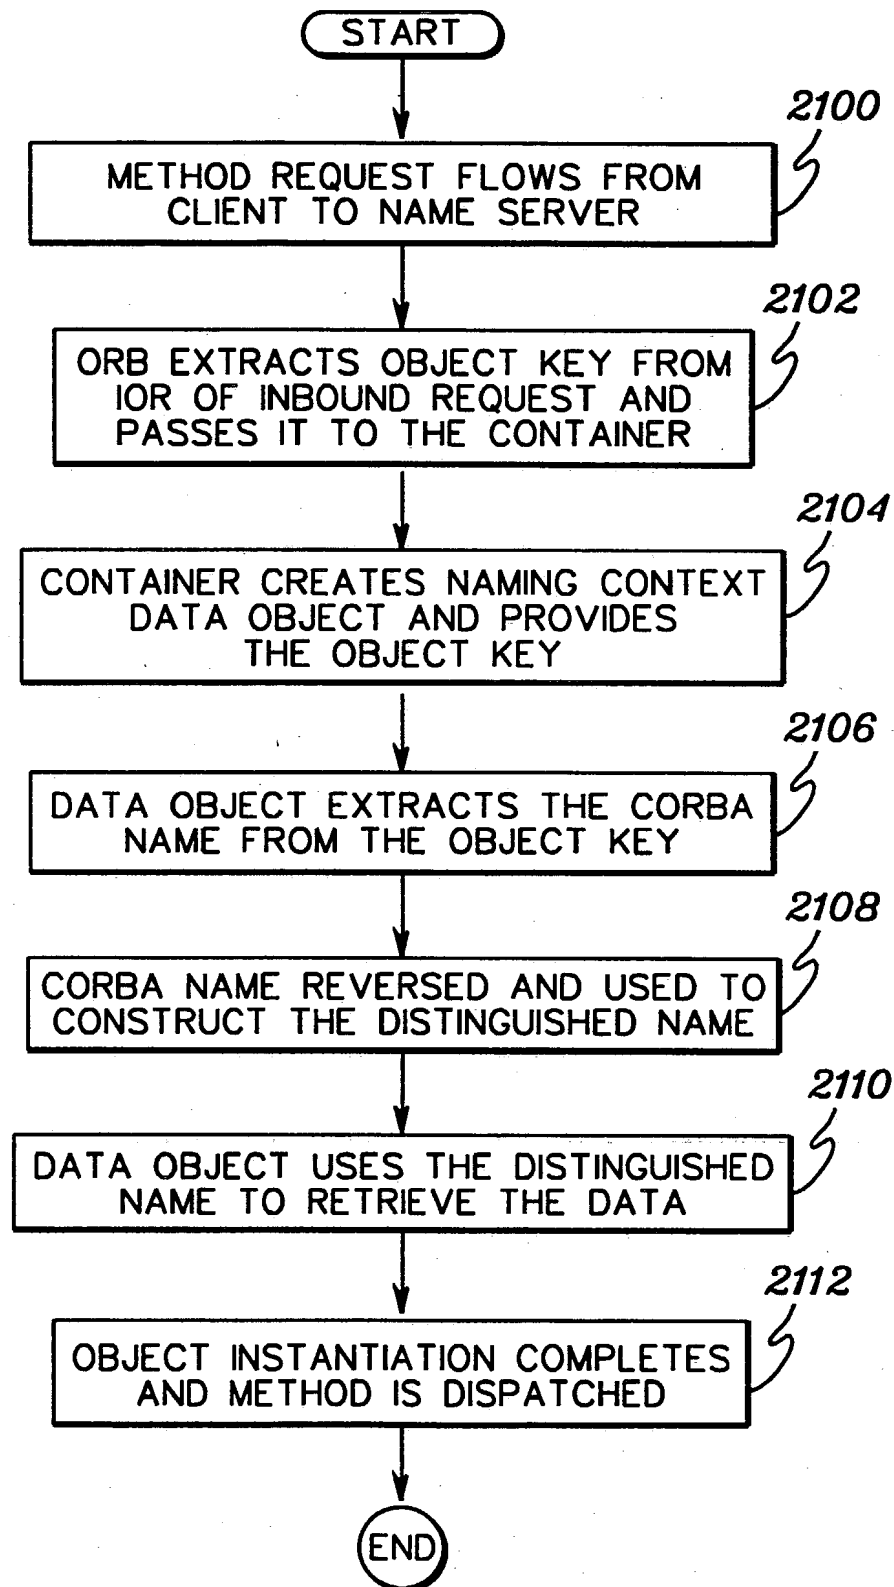 START
2100
METHOD REQUEST FLOWS FROM
CLIENT TO NAME SERVER
2102
ORB EXTRACTS OBJECT KEY FROM
IOR OF INBOUND REQUEST AND
PASSES IT TO THE CONTAINER
2104
CONTAINER CREATES NAMING CONTEXT
DATA OBJECT AND PROVIDES
THE OBJECT KEY
2106
DATA OBJECT EXTRACTS THE CORBA
NAME FROM THE OBJECT KEY
2108
CORBA NAME REVERSED AND USED TO
CONSTRUCT THE DISTINGUISHED NAME
2110
DATA OBJECT USES THE DISTINGUISHED
NAME TO RETRIEVE THE DATA
2112
OBJECT INSTANTIATION COMPLETES
AND METHOD IS DISPATCHED
END